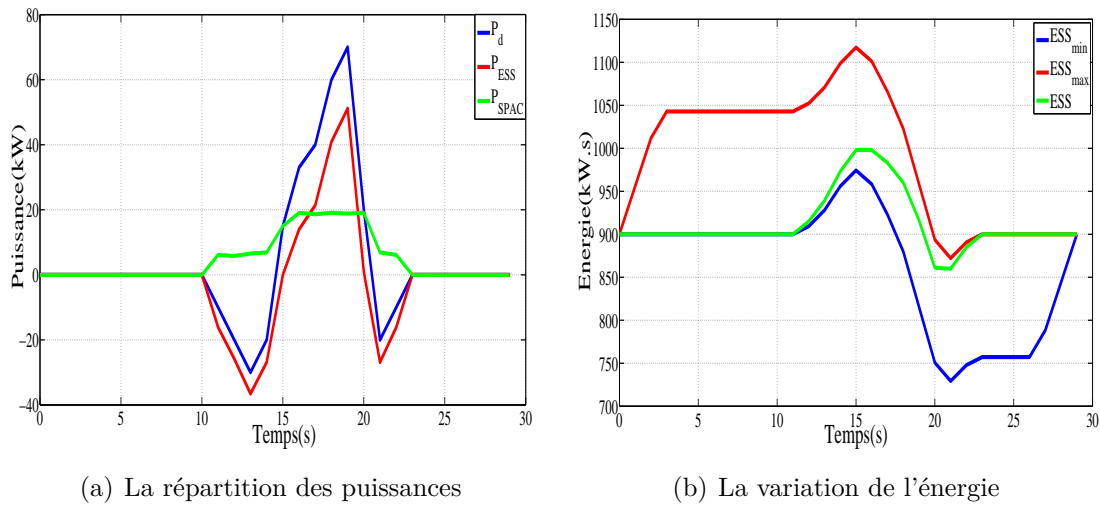 80
60
40
20
0
−20
−40
0
5
10
15
20
25
30
Puissance(kW)
Temps(s)
P_d
P_ESS
P_SPAC
(a) La répartition des puissances
1150
1100
1050
1000
950
900
850
800
750
700
0
5
10
15
20
25
30
Energie(kW.s)
Temps(s)
ESS_min
ESS_max
ESS
(b) La variation de l'énergie